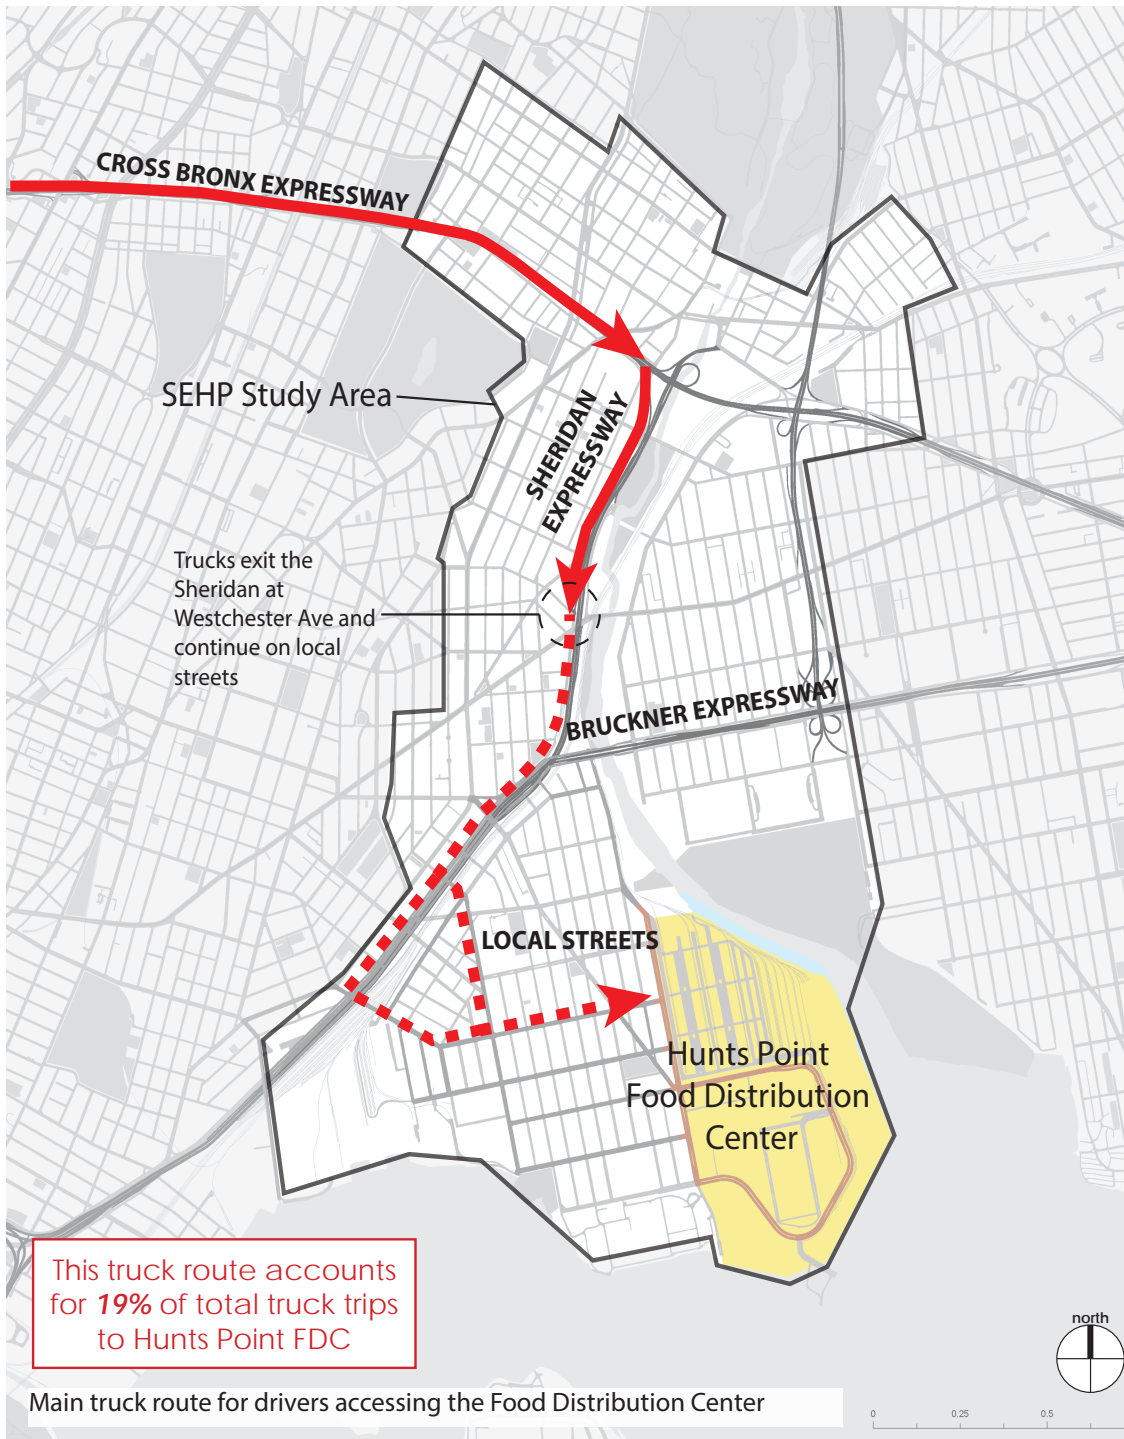 CROSS BRONX EXPRESSWAY
SEHP Study Area
SHERIDAN
EXPRESSWAY
Trucks exit the
Sheridan at
Westchester Ave and
continue on local
streets
BRUCKNER EXPRESSWAY
LOCAL STREETS
Hunts Point
Food Distribution
Center
This truck route accounts
for 19% of total truck trips
to Hunts Point FDC
north
Main truck route for drivers accessing the Food Distribution Center
0 0.25 0.5